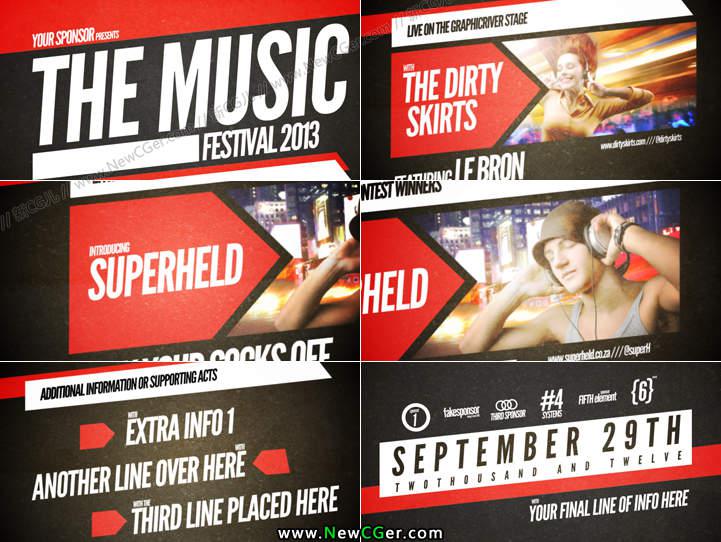 YOUR SPONSOR PRESENTS
THE MUSIC
FESTIVAL 2013
LIVE ON THE GRAPHICRIVER STAGE
WITH
THE DIRTY
SKIRTS
www.dirtyskirts.com /// @dirtyskirts
FEATURING LE BRON
INTRODUCING
SUPERHELD
YOUR SOCKS OFF
NTEST WINNERS
HELD
www.superheld.co.za /// @superH
ADDITIONAL INFORMATION OR SUPPORTING ACTS
WITH
EXTRA INFO 1
WITH
ANOTHER LINE OVER HERE
WITH THE
THIRD LINE PLACED HERE
1
fakesponsor
THIRD SPONSOR
#4
SYSTEMS
FIFTH element
{6}
SEPTEMBER 29TH
TWOTHOUSAND AND TWELVE
WITH
YOUR FINAL LINE OF INFO HERE
www.NewCGer.com